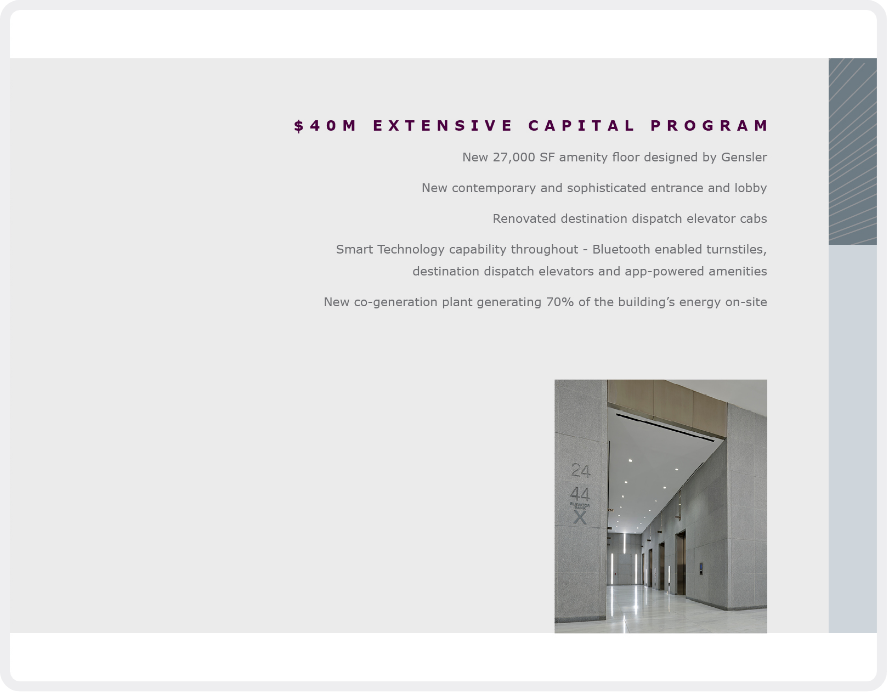 $40M EXTENSIVE CAPITAL PROGRAM
New 27,000 SF amenity floor designed by Gensler
New contemporary and sophisticated entrance and lobby
Renovated destination dispatch elevator cabs
Smart Technology capability throughout - Bluetooth enabled turnstiles,
destination dispatch elevators and app-powered amenities
New co-generation plant generating 70% of the building’s energy on-site
24
44
X